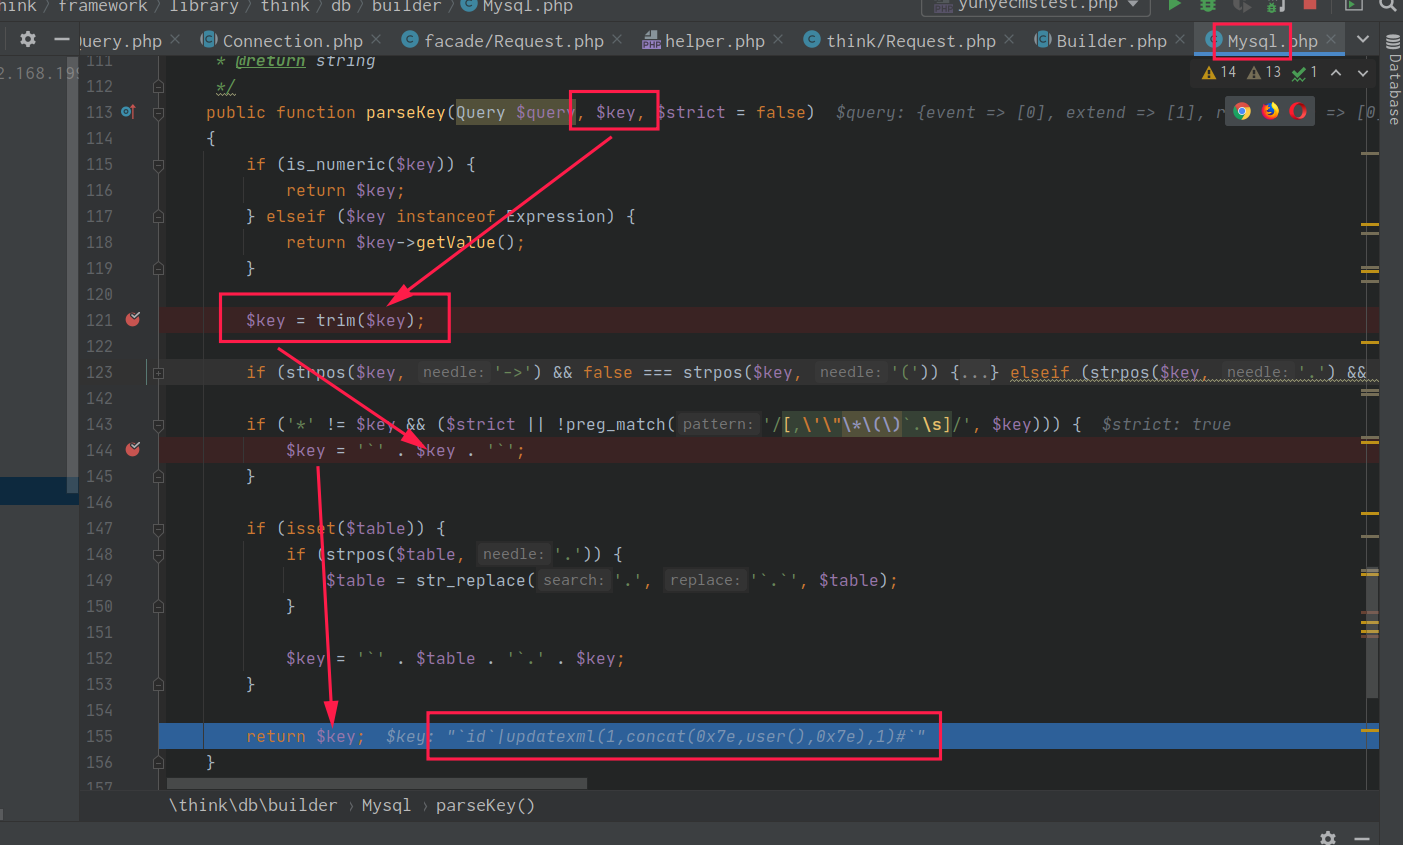 hink › framework › library › think › db › builder › Mysql.php yunyecmstest.php
Query.php Connection.php facade/Request.php helper.php think/Request.php Builder.php Mysql.php
2.168.199
14 13 1
Database
111 * @return string
112 */
113 public function parseKey(Query $query, $key, $strict = false) $query: {event => [0], extend => [1], r => [0]
114 {
115 if (is_numeric($key)) {
116 return $key;
117 } elseif ($key instanceof Expression) {
118 return $key->getValue();
119 }
120
121 $key = trim($key);
122
123 if (strpos($key, needle: '->') && false === strpos($key, needle: '(')) {...} elseif (strpos($key, needle: '.') &&
142
143 if ('*' != $key && ($strict || !preg_match( pattern: '/[,\'\"\*\(\)`.\s]/', $key))) { $strict: true
144 $key = '`' . $key . '`';
145 }
146
147 if (isset($table)) {
148 if (strpos($table, needle: '.')) {
149 $table = str_replace( search: '.', replace: '`.`', $table);
150 }
151
152 $key = '`' . $table . '`.' . $key;
153 }
154
155 return $key; $key: "`id`|updatexml(1,concat(0x7e,user(),0x7e),1)#`"
156 }
157
\think\db\builder › Mysql › parseKey()